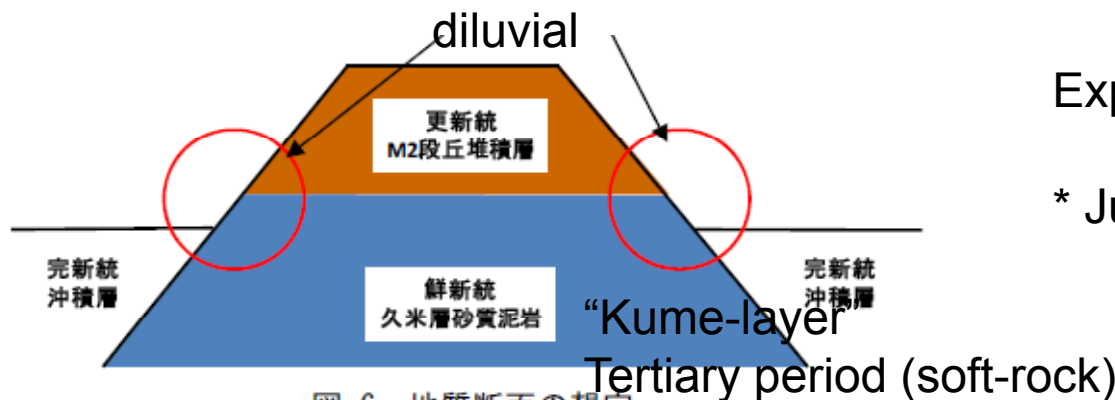 diluvial
Exp
更新統
M2段丘堆積層
* Ju
完新統
沖積層
完新統
沖積層
鮮新統
久米層砂質泥岩
“Kume-layer”
Tertiary period (soft-rock)